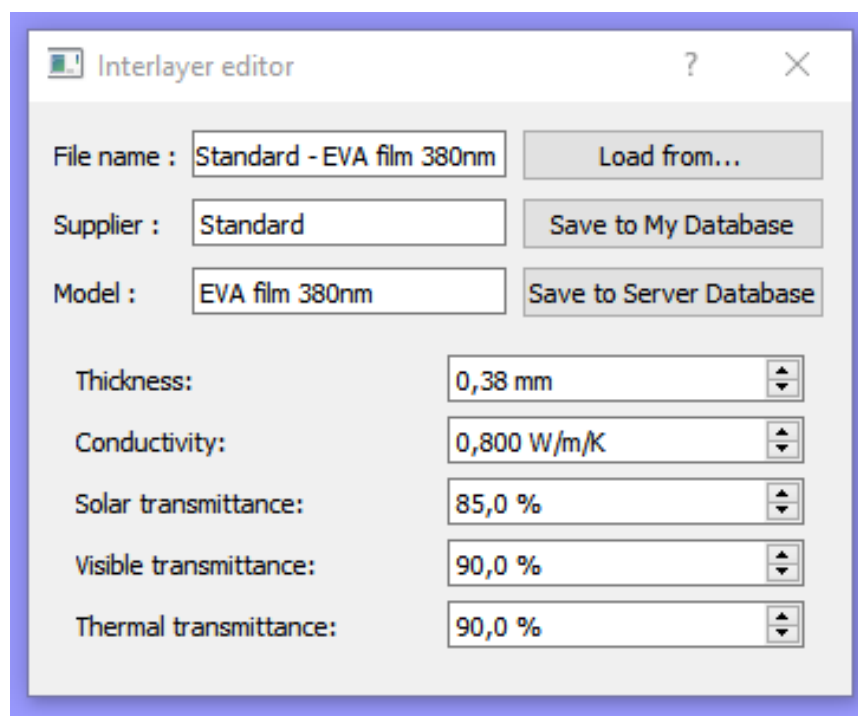 Interlayer editor ?
File name : Standard - EVA film 380nm Load from...
Supplier : Standard Save to My Database
Model : EVA film 380nm Save to Server Database
Thickness: 0,38 mm
Conductivity: 0,800 W/m/K
Solar transmittance: 85,0 %
Visible transmittance: 90,0 %
Thermal transmittance: 90,0 %